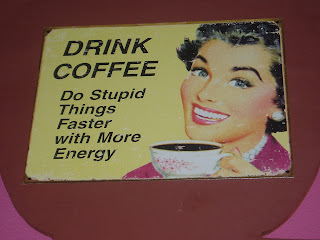 DRINK
COFFEE
Do Stupid
Things
Faster
with More
Energy